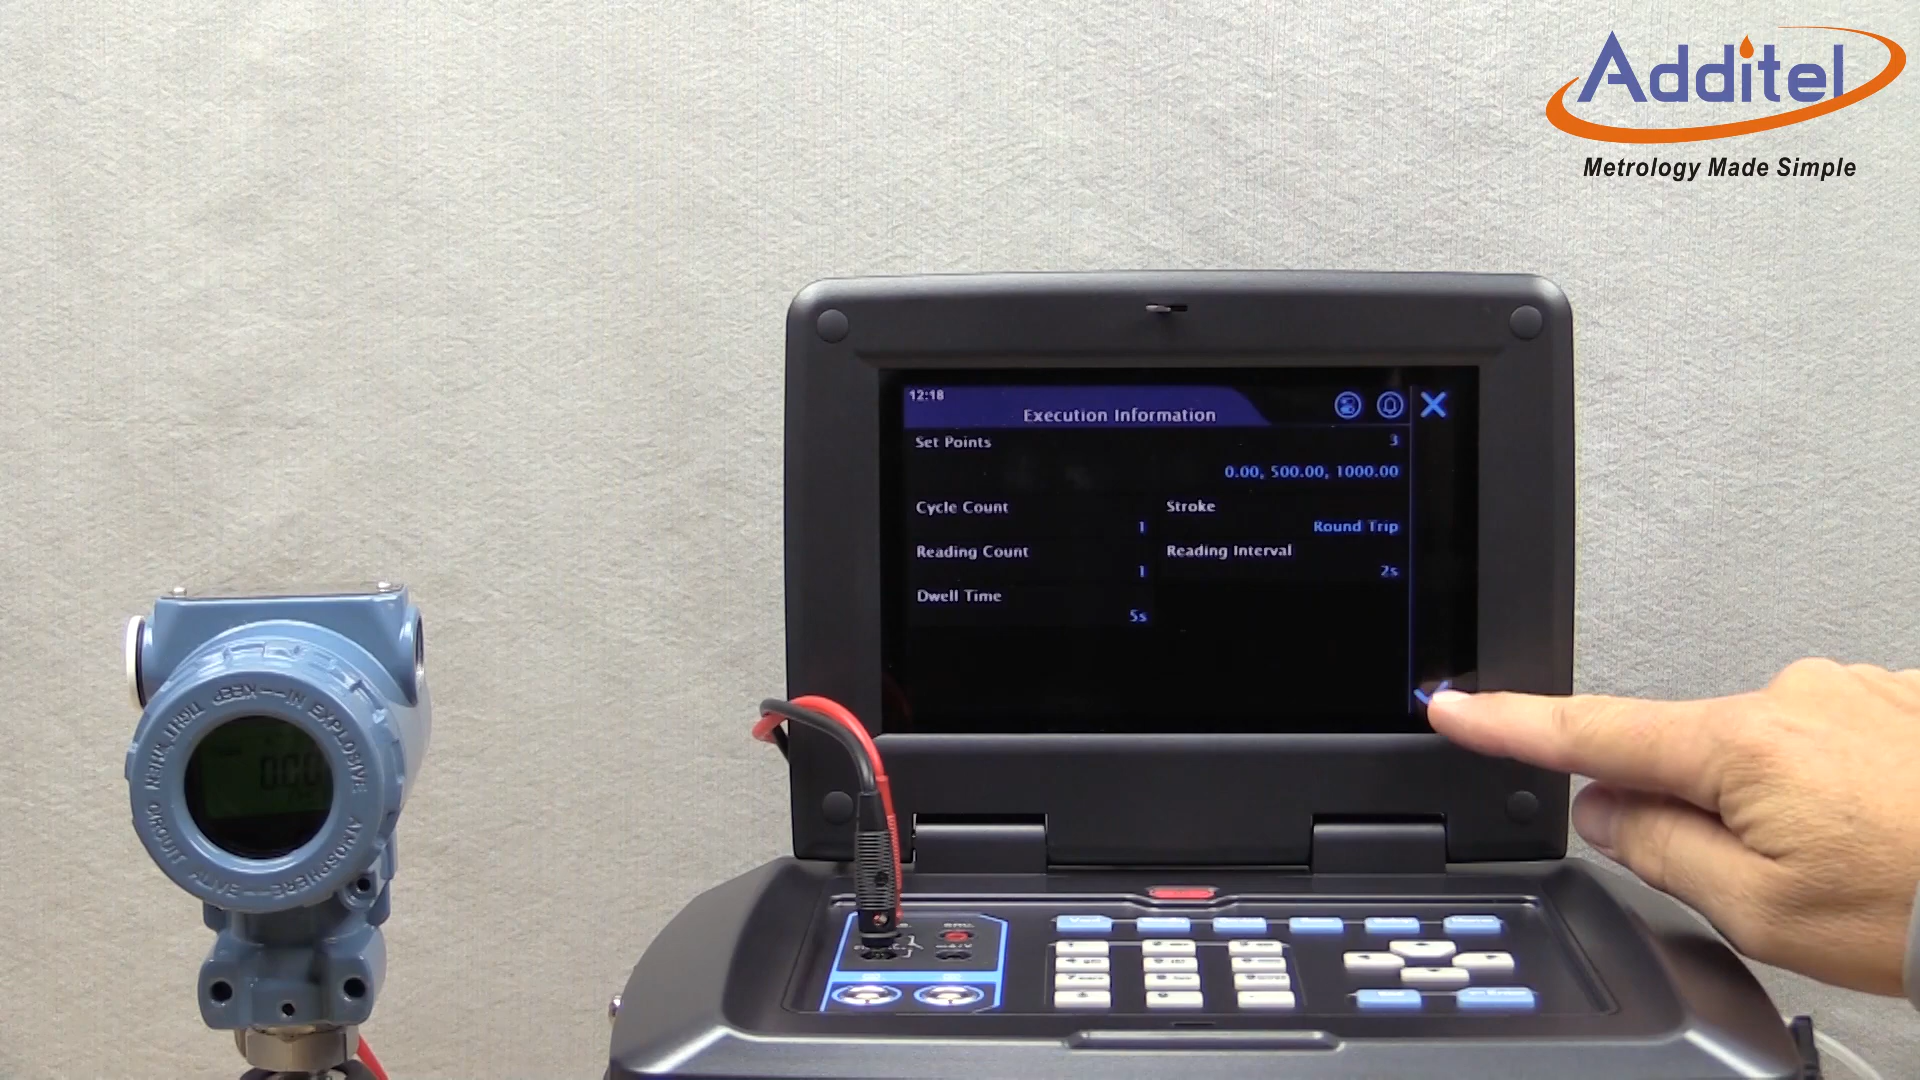 Additel
Metrology Made Simple
12:18
Execution Information
Set Points
3
0.00, 500.00, 1000.00
Cycle Count
1
Stroke
Round Trip
Reading Count
1
Reading Interval
2s
Dwell Time
5s
KEEP — IN EXPLOSIVE
TIGHT WHEN
CIRCUIT ALIVE — ATMOSPHERE